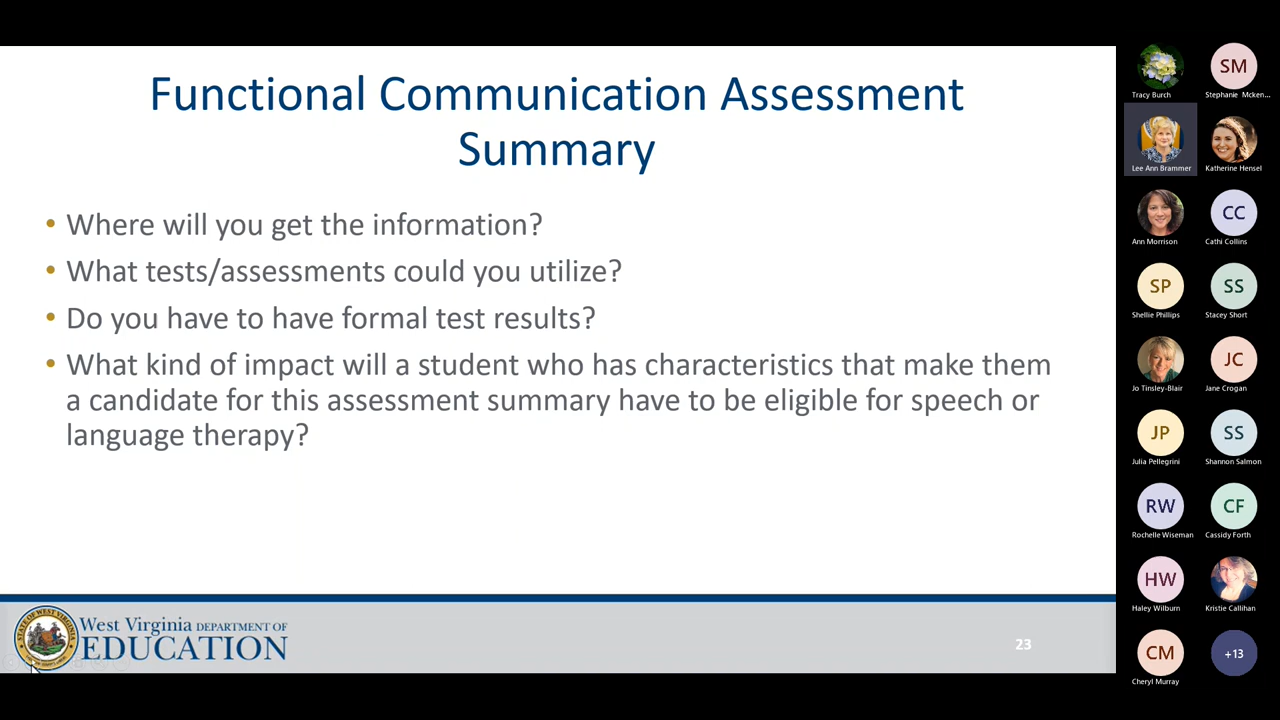 Functional Communication Assessment
Summary
• Where will you get the information?
• What tests/assessments could you utilize?
• Do you have to have formal test results?
• What kind of impact will a student who has characteristics that make them
a candidate for this assessment summary have to be eligible for speech or
language therapy?
West Virginia DEPARTMENT OF
EDUCATION
23
Tracy Burch
SM
Stephanie Mcken...
Lee Ann Brammer
Katherine Hensel
Ann Morrison
CC
Cathi Collins
SP
Shellie Phillips
SS
Stacey Short
Jo Tinsley-Blair
JC
Jane Crogan
JP
Julia Pellegrini
SS
Shannon Salmon
RW
Rochelle Wiseman
CF
Cassidy Forth
HW
Haley Wilburn
Kristie Callihan
CM
Cheryl Murray
+13